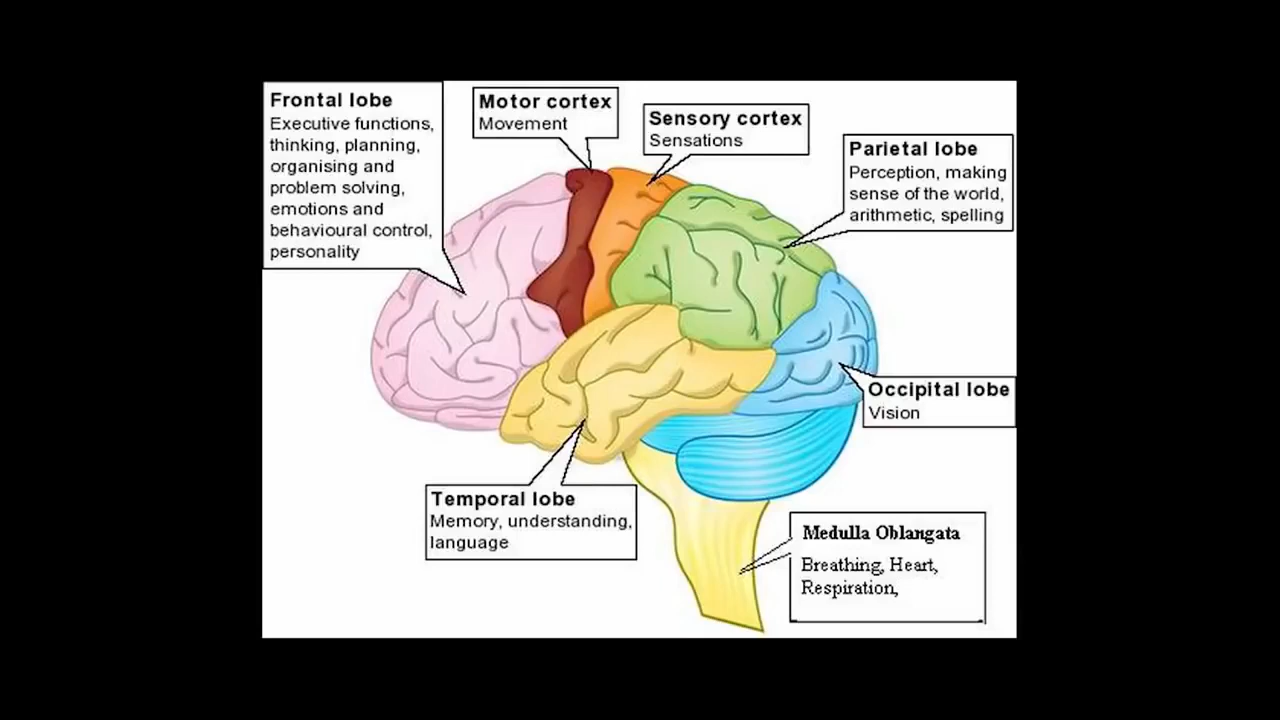 Frontal lobe
Executive functions,
thinking, planning,
organising and
problem solving,
emotions and
behavioural control,
personality
Motor cortex
Movement
Sensory cortex
Sensations
Parietal lobe
Perception, making
sense of the world,
arithmetic, spelling
Occipital lobe
Vision
Temporal lobe
Memory, understanding,
language
Medulla Oblangata
Breathing, Heart,
Respiration,